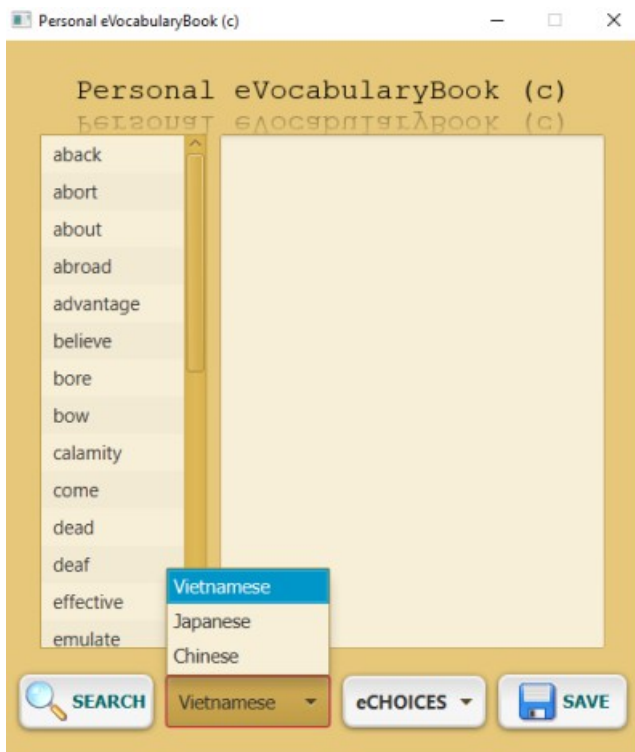 Personal eVocabularyBook (c)
Personal eVocabularyBook (c)
aback
abort
about
abroad
advantage
believe
bore
bow
calamity
come
dead
deaf
effective
emulate
Vietnamese
Japanese
Chinese
SEARCH
Vietnamese
eCHOICES
SAVE